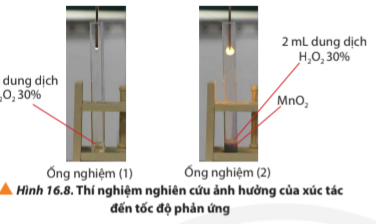 dung dịch
₂O₂ 30%
2 mL dung dịch
H₂O₂ 30%
MnO₂
Ống nghiệm (1)
Ống nghiệm (2)
Hình 16.8. Thí nghiệm nghiên cứu ảnh hưởng của xúc tác
đến tốc độ phản ứng